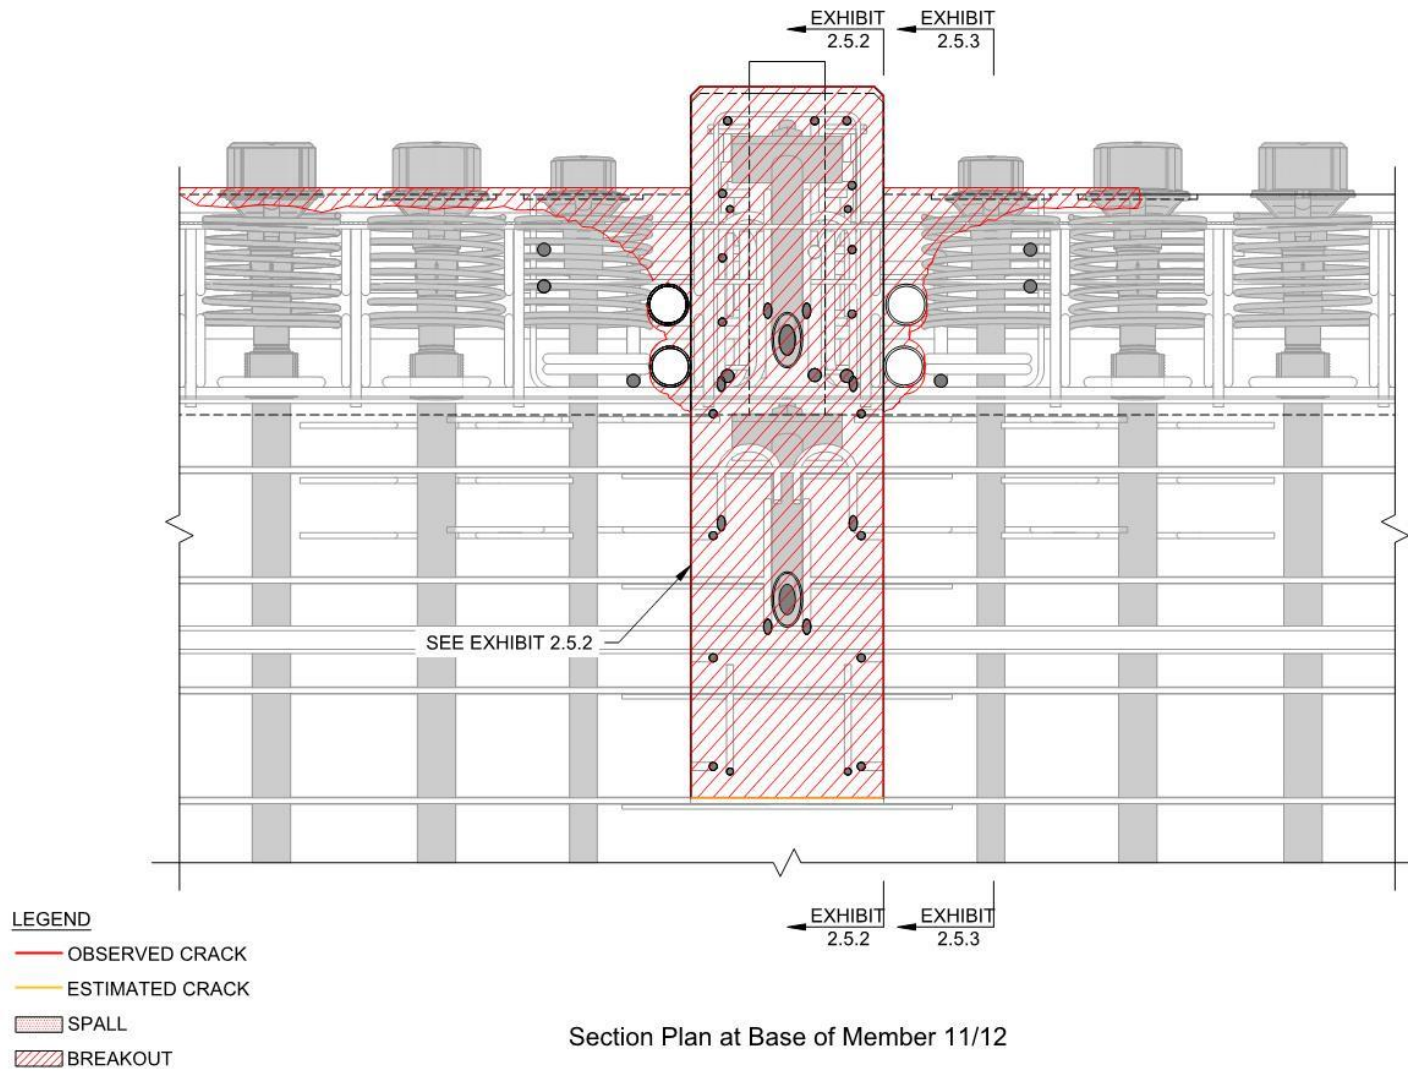 EXHIBIT
2.5.2
EXHIBIT
2.5.3
SEE EXHIBIT 2.5.2
EXHIBIT
2.5.2
EXHIBIT
2.5.3
LEGEND
OBSERVED CRACK
ESTIMATED CRACK
SPALL
BREAKOUT
Section Plan at Base of Member 11/12